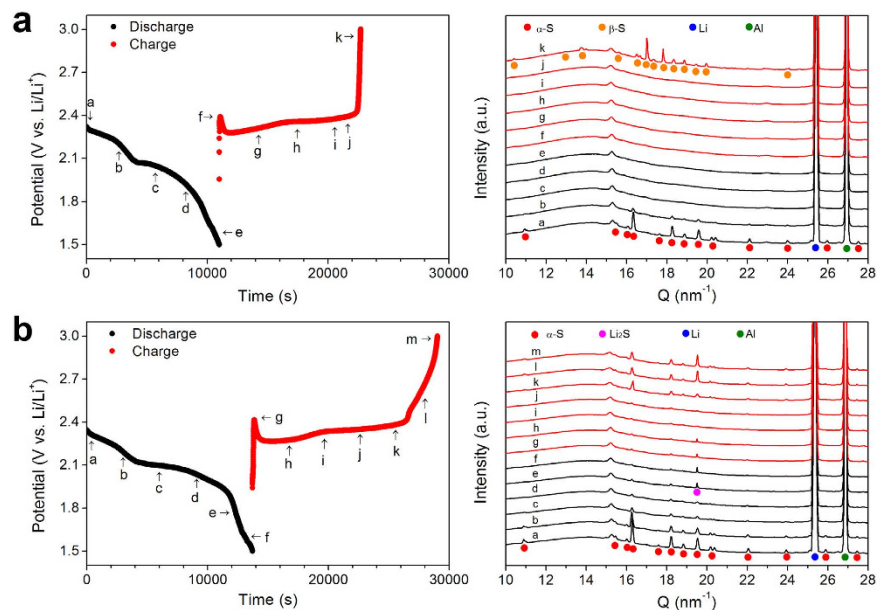 a
Discharge
Charge
3.0
2.7
2.4
2.1
1.8
1.5
Potential (V vs. Li/Li⁺)
a
b
c
d
e
f
g
h
i
j
k
0
10000
20000
30000
Time (s)
α-S
β-S
Li
Al
k
j
i
h
g
f
e
d
c
b
a
Intensity (a.u.)
10
12
14
16
18
20
22
24
26
28
Q (nm⁻¹)
b
Discharge
Charge
3.0
2.7
2.4
2.1
1.8
1.5
Potential (V vs. Li/Li⁺)
a
b
c
d
e
f
g
h
i
j
k
l
m
0
10000
20000
30000
Time (s)
α-S
Li₂S
Li
Al
m
l
k
j
i
h
g
f
e
d
c
b
a
Intensity (a.u.)
10
12
14
16
18
20
22
24
26
28
Q (nm⁻¹)